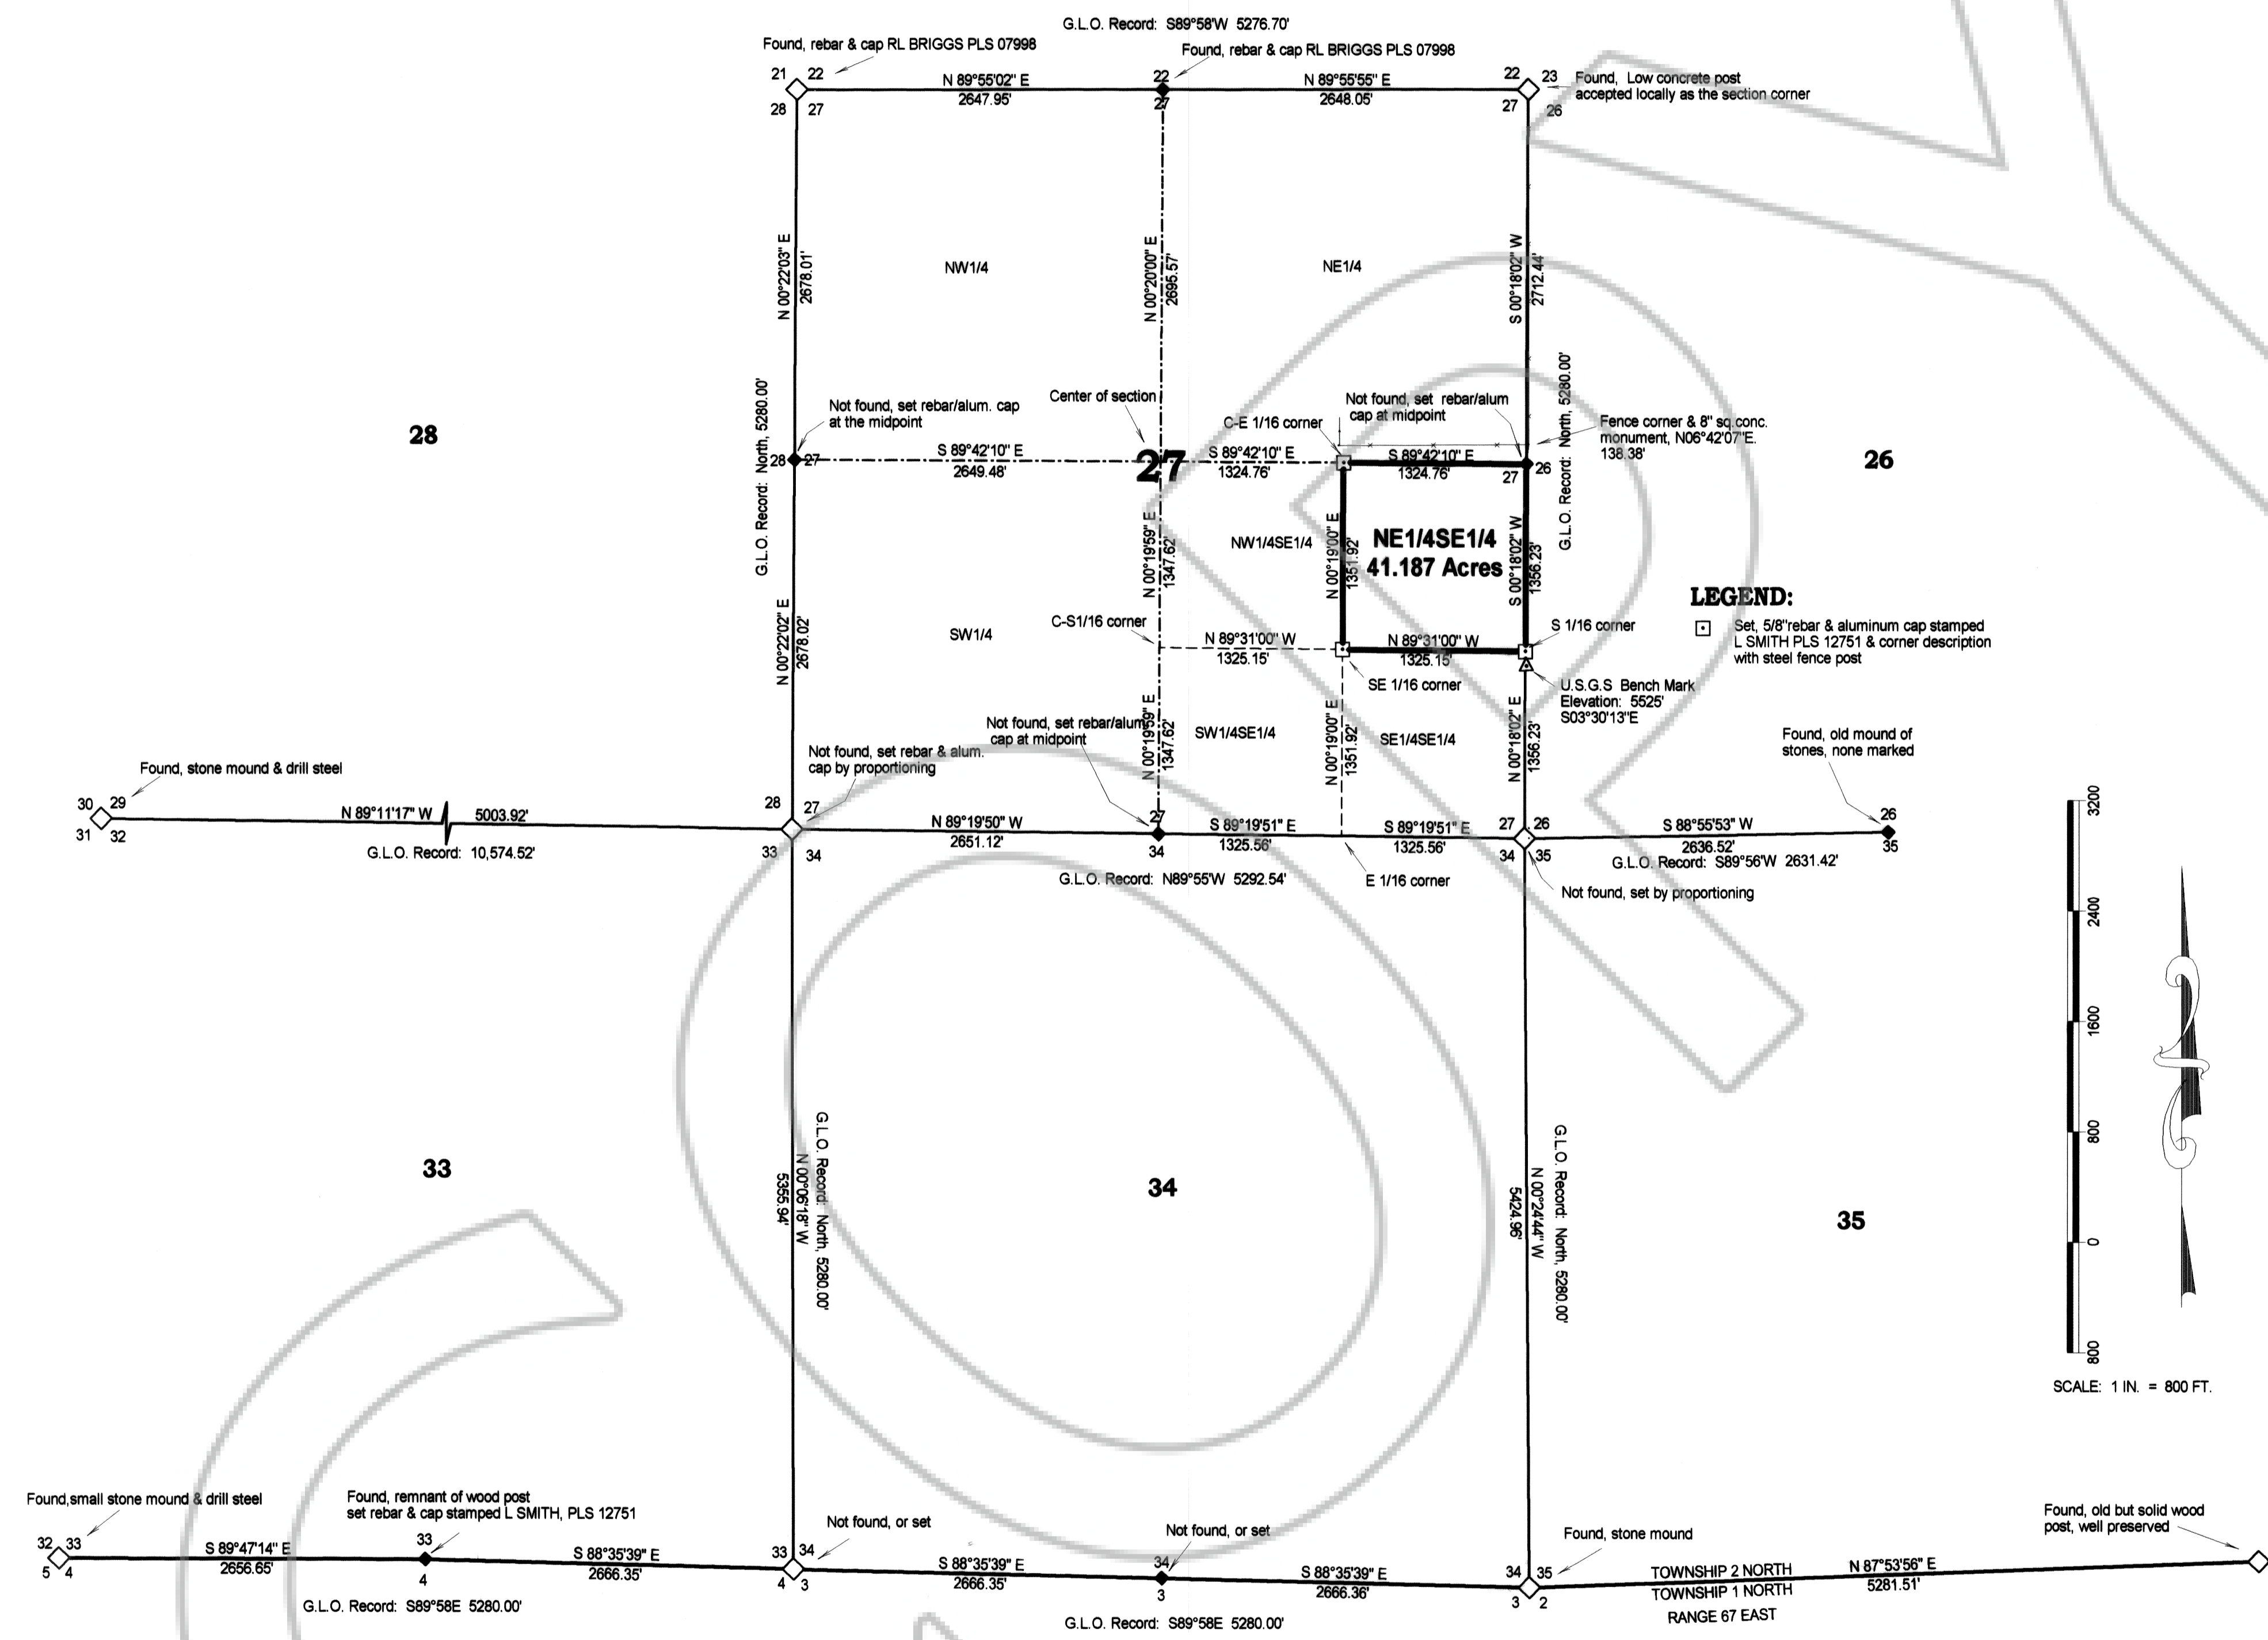 G.L.O. Record: S89°58'W 5276.70'
Found, rebar & cap RL BRIGGS PLS 07998
Found, rebar & cap RL BRIGGS PLS 07998
21 22
28 27
N 89°55'02" E
2647.95'
22
27
N 89°55'55" E
2648.05'
22 23
27 26
Found, Low concrete post
accepted locally as the section corner
N 00°22'03" E
2678.01'
NW1/4
N 00°20'00" E
2695.57'
NE1/4
S 00°18'02" W
2712.44'
G.L.O. Record: North, 5280.00'
G.L.O. Record: North, 5280.00'
28
Not found, set rebar/alum. cap
at the midpoint
Center of section
C-E 1/16 corner
Not found, set rebar/alum
cap at midpoint
Fence corner & 8" sq.conc.
monument, N06°42'07"E.
138.38'
26
28 27
S 89°42'10" E
2649.48'
27
S 89°42'10" E
1324.76'
S 89°42'10" E
1324.76'
27 26
N 00°19'59" E
1347.62'
NW1/4SE1/4
N 00°19'00" E
1351.92'
NE1/4SE1/4
41.187 Acres
S 00°18'02" W
1356.23'
LEGEND:
Set, 5/8"rebar & aluminum cap stamped
L SMITH PLS 12751 & corner description
with steel fence post
N 00°22'02" E
2678.02'
SW1/4
C-S1/16 corner
N 89°31'00" W
1325.15'
N 89°31'00" W
1325.15'
S 1/16 corner
SE 1/16 corner
U.S.G.S Bench Mark
Elevation: 5525'
S03°30'13"E
Not found, set rebar/alum
cap at midpoint
N 00°19'59" E
1347.62'
SW1/4SE1/4
N 00°19'00" E
1351.92'
SE1/4SE1/4
N 00°18'02" E
1356.23'
Found, old mound of
stones, none marked
Found, stone mound & drill steel
Not found, set rebar & alum.
cap by proportioning
30 29
31 32
N 89°11'17" W 5003.92'
G.L.O. Record: 10,574.52'
28 27
33 34
N 89°19'50" W
2651.12'
27
34
S 89°19'51" E
1325.56'
S 89°19'51" E
1325.56'
27 26
34 35
S 88°55'53" W
2636.52'
26
35
G.L.O. Record: S89°56'W 2631.42'
G.L.O. Record: N89°55'W 5292.54'
E 1/16 corner
Not found, set by proportioning
3200
2400
1600
800
0
800
SCALE: 1 IN. = 800 FT.
33
G.L.O. Record: North, 5280.00'
N 00°06'18" W
5355.94'
34
G.L.O. Record: North, 5280.00'
N 00°24'44" W
5424.96'
35
Found,small stone mound & drill steel
Found, remnant of wood post
set rebar & cap stamped L SMITH, PLS 12751
Not found, or set
Not found, or set
Found, stone mound
Found, old but solid wood
post, well preserved
32 33
5 4
S 89°47'14" E
2656.65'
33
4
S 88°35'39" E
2666.35'
33 34
4 3
S 88°35'39" E
2666.35'
34
3
S 88°35'39" E
2666.36'
34 35
3 2
TOWNSHIP 2 NORTH
TOWNSHIP 1 NORTH
RANGE 67 EAST
N 87°53'56" E
5281.51'
G.L.O. Record: S89°58E 5280.00'
G.L.O. Record: S89°58E 5280.00'